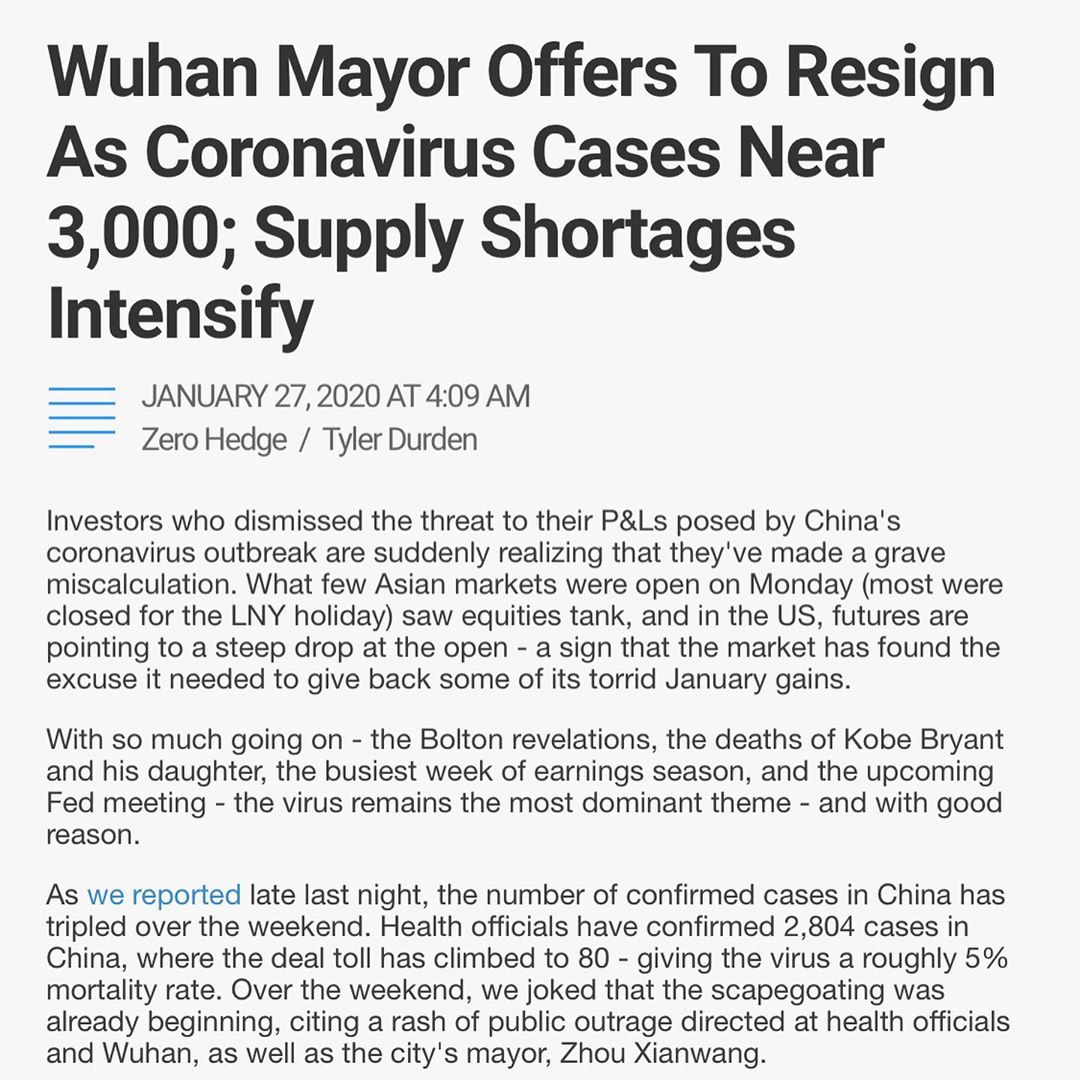 Wuhan Mayor Offers To Resign
As Coronavirus Cases Near
3,000; Supply Shortages
Intensify
JANUARY 27, 2020 AT 4:09 AM
Zero Hedge / Tyler Durden
Investors who dismissed the threat to their P&Ls posed by China's
coronavirus outbreak are suddenly realizing that they've made a grave
miscalculation. What few Asian markets were open on Monday (most were
closed for the LNY holiday) saw equities tank, and in the US, futures are
pointing to a steep drop at the open - a sign that the market has found the
excuse it needed to give back some of its torrid January gains.
With so much going on - the Bolton revelations, the deaths of Kobe Bryant
and his daughter, the busiest week of earnings season, and the upcoming
Fed meeting - the virus remains the most dominant theme - and with good
reason.
As we reported late last night, the number of confirmed cases in China has
tripled over the weekend. Health officials have confirmed 2,804 cases in
China, where the deal toll has climbed to 80 - giving the virus a roughly 5%
mortality rate. Over the weekend, we joked that the scapegoating was
already beginning, citing a rash of public outrage directed at health officials
and Wuhan, as well as the city's mayor, Zhou Xianwang.